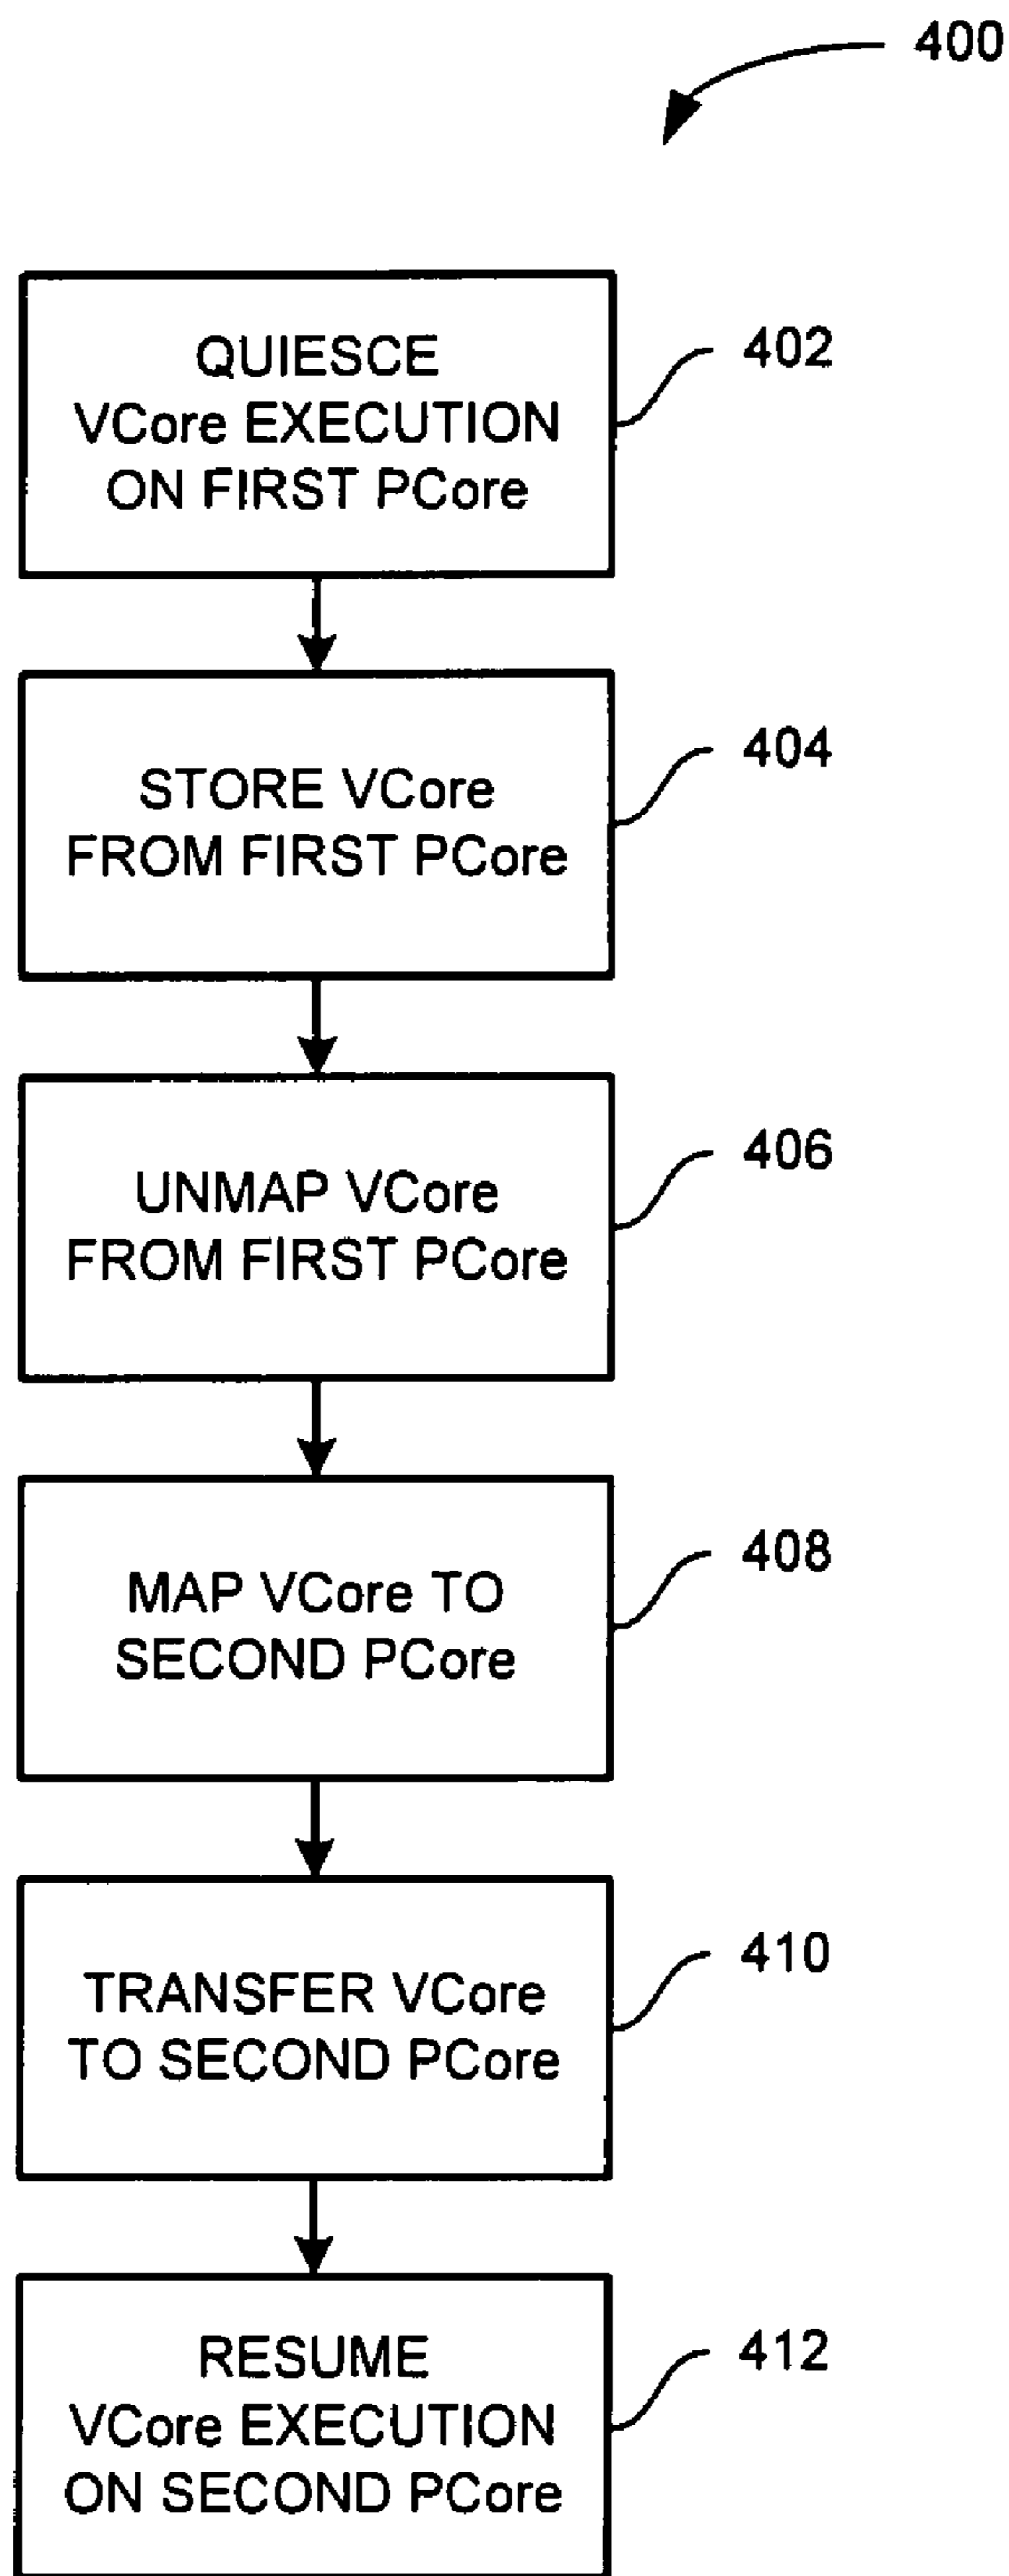 400
QUIESCE
VCore EXECUTION
ON FIRST PCore
402
STORE VCore
FROM FIRST PCore
404
UNMAP VCore
FROM FIRST PCore
406
MAP VCore TO
SECOND PCore
408
TRANSFER VCore
TO SECOND PCore
410
RESUME
VCore EXECUTION
ON SECOND PCore
412